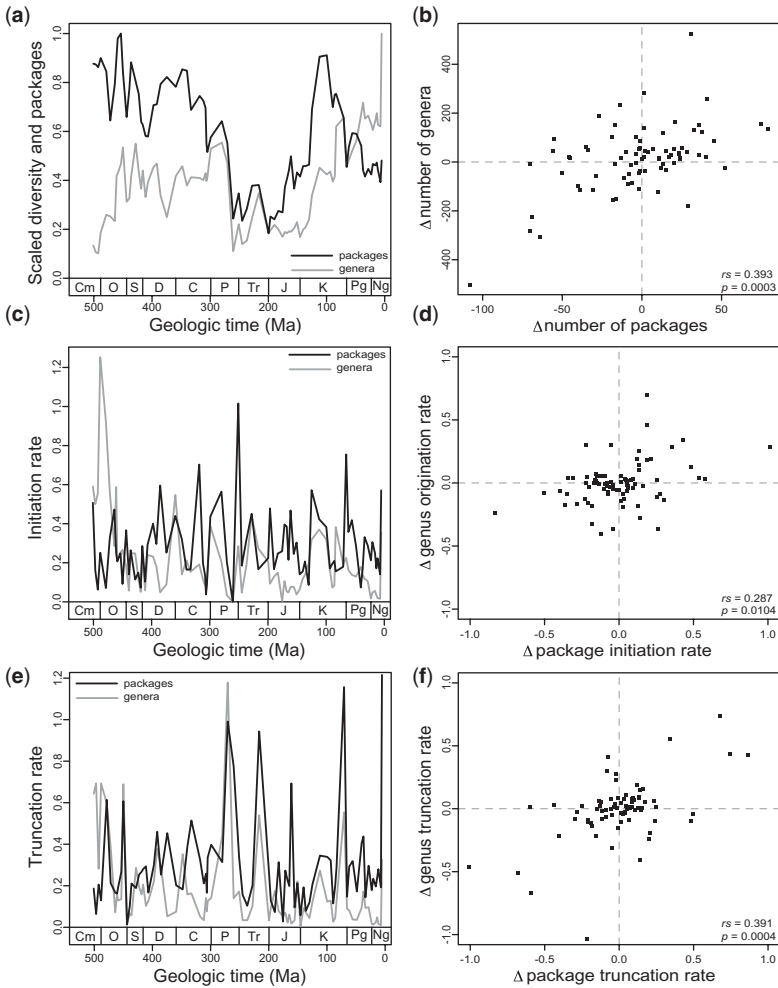 (a)
Scaled diversity and packages
0.0 0.2 0.4 0.6 0.8 1.0
packages
genera
Cm O S D C P Tr J K Pg Ng
500 400 300 200 100 0
Geologic time (Ma)
(b)
Δ number of genera
400 200 0 -200 400
rs = 0.393
p = 0.0003
-100 -50 0 50
Δ number of packages
(c)
Initiation rate
0.0 0.2 0.4 0.6 0.8 1.0 1.2
packages
genera
Cm O S D C P Tr J K Pg Ng
500 400 300 200 100 0
Geologic time (Ma)
(d)
Δ genus origination rate
-1.0 -0.5 0.0 0.5 1.0
rs = 0.287
p = 0.0104
-1.0 -0.5 0.0 0.5 1.0
Δ package initiation rate
(e)
Truncation rate
0.0 0.2 0.4 0.6 0.8 1.0 1.2
packages
genera
Cm O S D C P Tr J K Pg Ng
500 400 300 200 100 0
Geologic time (Ma)
(f)
Δ genus truncation rate
-1.0 -0.5 0.0 0.5 1.0
rs = 0.391
p = 0.0004
-1.0 -0.5 0.0 0.5 1.0
Δ package truncation rate